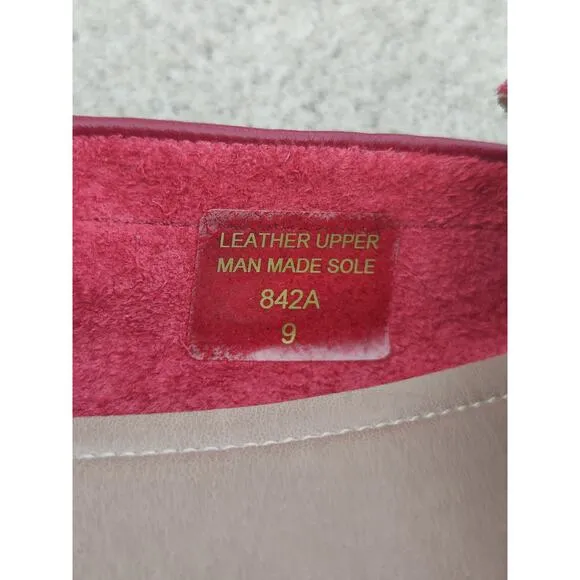 LEATHER UPPER
MAN MADE SOLE
842A
9